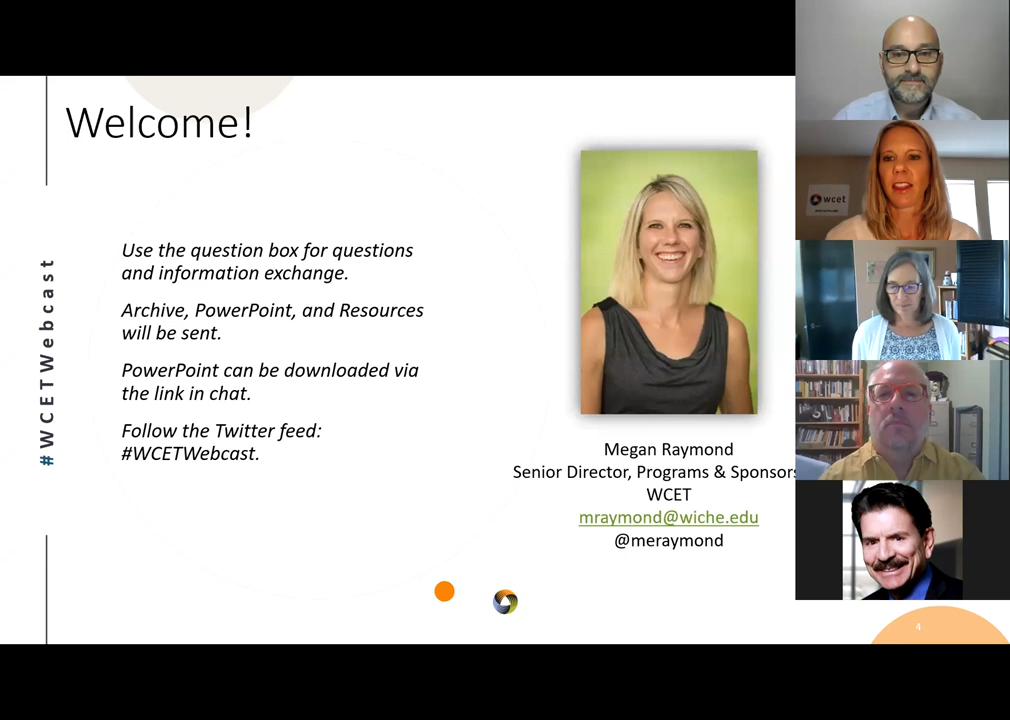 Welcome!
#WCETWebcast
Use the question box for questions
and information exchange.
Archive, PowerPoint, and Resources
will be sent.
PowerPoint can be downloaded via
the link in chat.
Follow the Twitter feed:
#WCETWebcast.
Megan Raymond
Senior Director, Programs & Sponsors
WCET
mraymond@wiche.edu
@meraymond
wcet
4